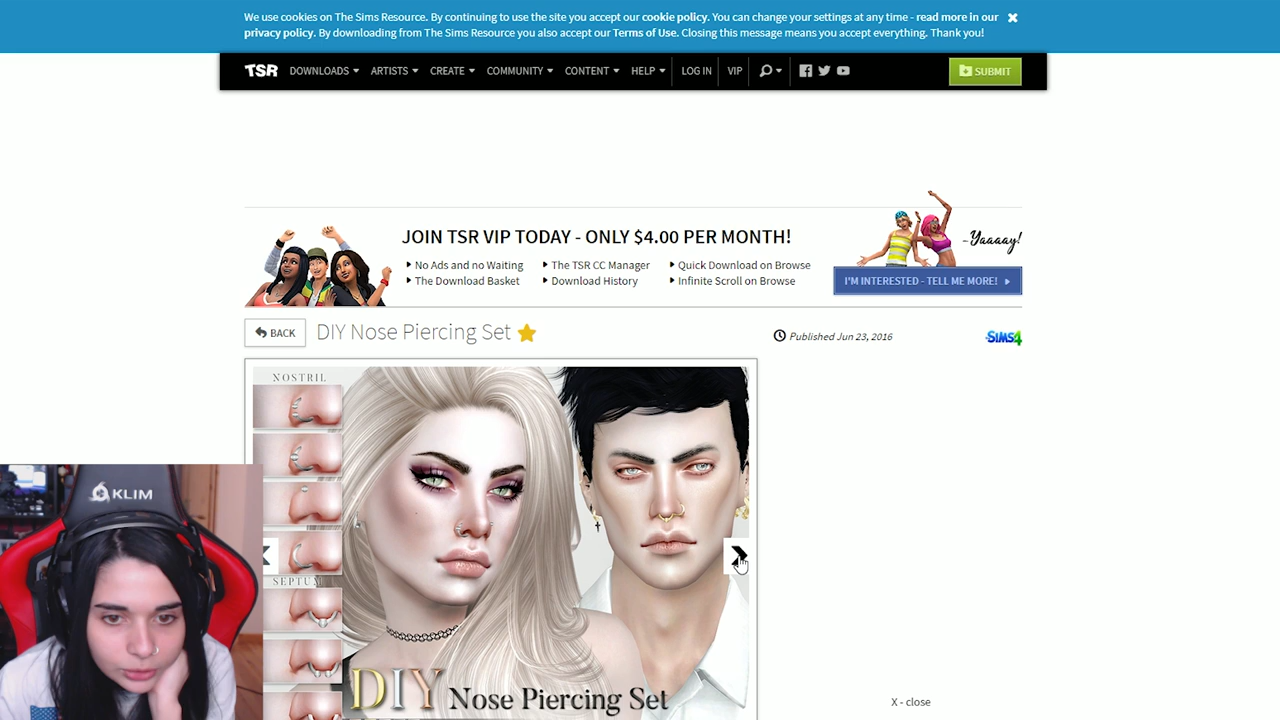 We use cookies on The Sims Resource. By continuing to use the site you accept our cookie policy. You can change your settings at any time - read more in our
privacy policy. By downloading from The Sims Resource you also accept our Terms of Use. Closing this message means you accept everything. Thank you!
TSR DOWNLOADS ARTISTS CREATE COMMUNITY CONTENT HELP LOG IN VIP SUBMIT
JOIN TSR VIP TODAY - ONLY $4.00 PER MONTH!
-Yaaaay!
No Ads and no Waiting The TSR CC Manager Quick Download on Browse
The Download Basket Download History Infinite Scroll on Browse
I'M INTERESTED - TELL ME MORE!
BACK DIY Nose Piercing Set Published Jun 23, 2016 SIMS4
NOSTRIL
KLIM
SEPTUM
DIY Nose Piercing Set
X - close